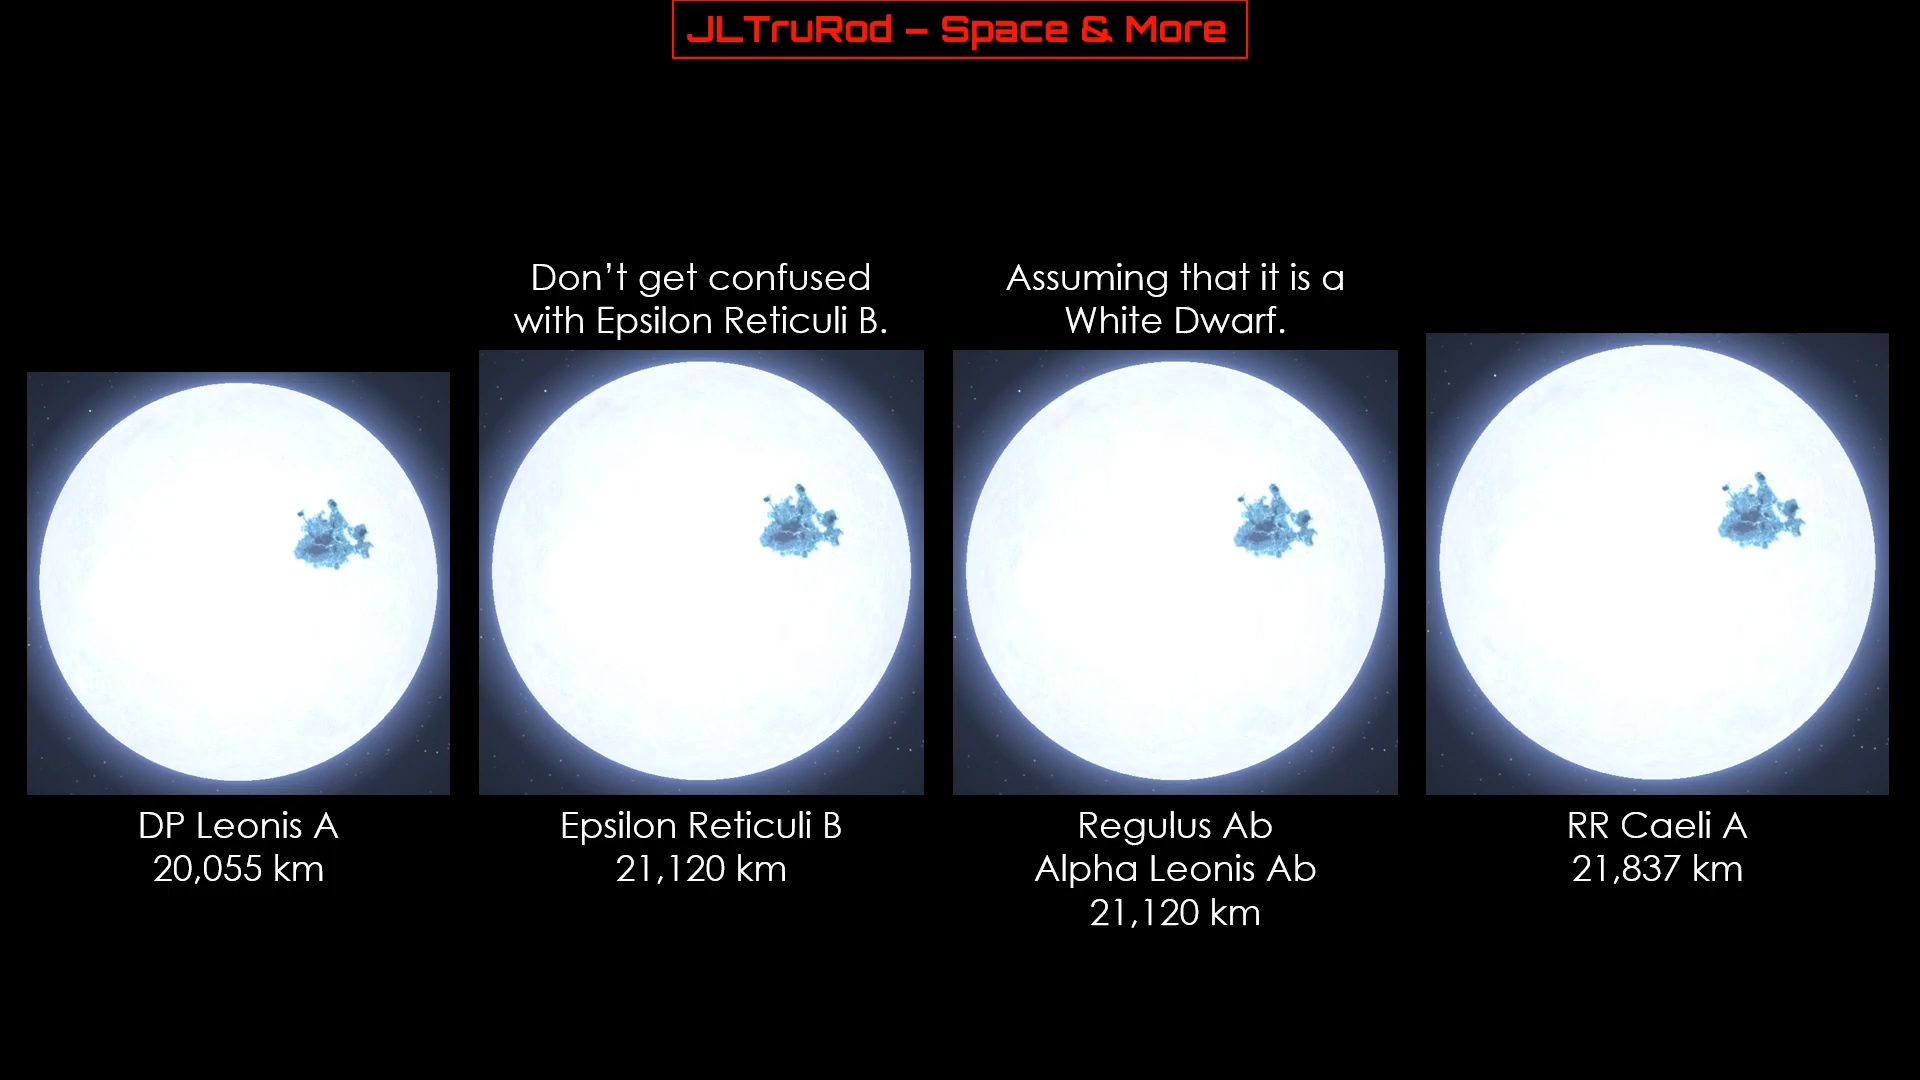 JLTruRod – Space & More
Don’t get confused
with Epsilon Reticuli B.
Assuming that it is a
White Dwarf.
DP Leonis A
20,055 km
Epsilon Reticuli B
21,120 km
Regulus Ab
Alpha Leonis Ab
21,120 km
RR Caeli A
21,837 km